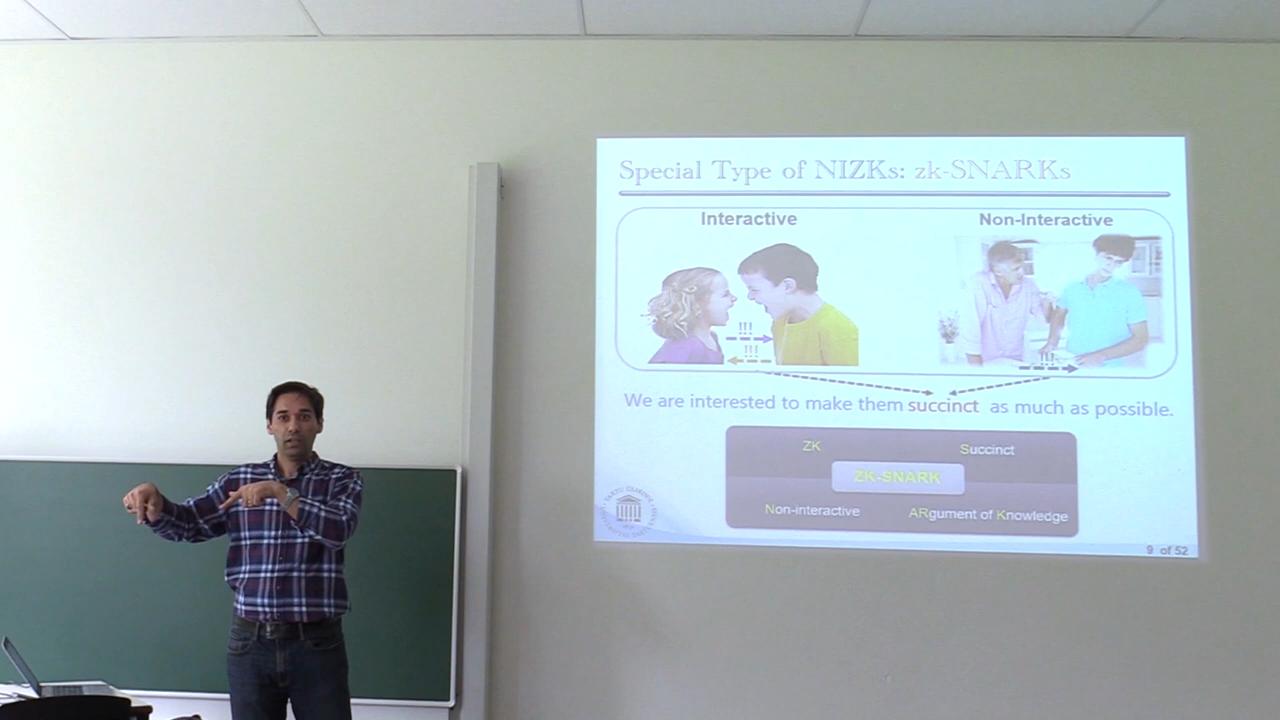 Special Type of NIZKs: zk-SNARKs
Interactive
Non-Interactive
!!!
!!!
!!!
We are interested to make them succinct as much as possible.
ZK
Succinct
ZK-SNARK
Non-interactive
ARgument of Knowledge
9 of 52